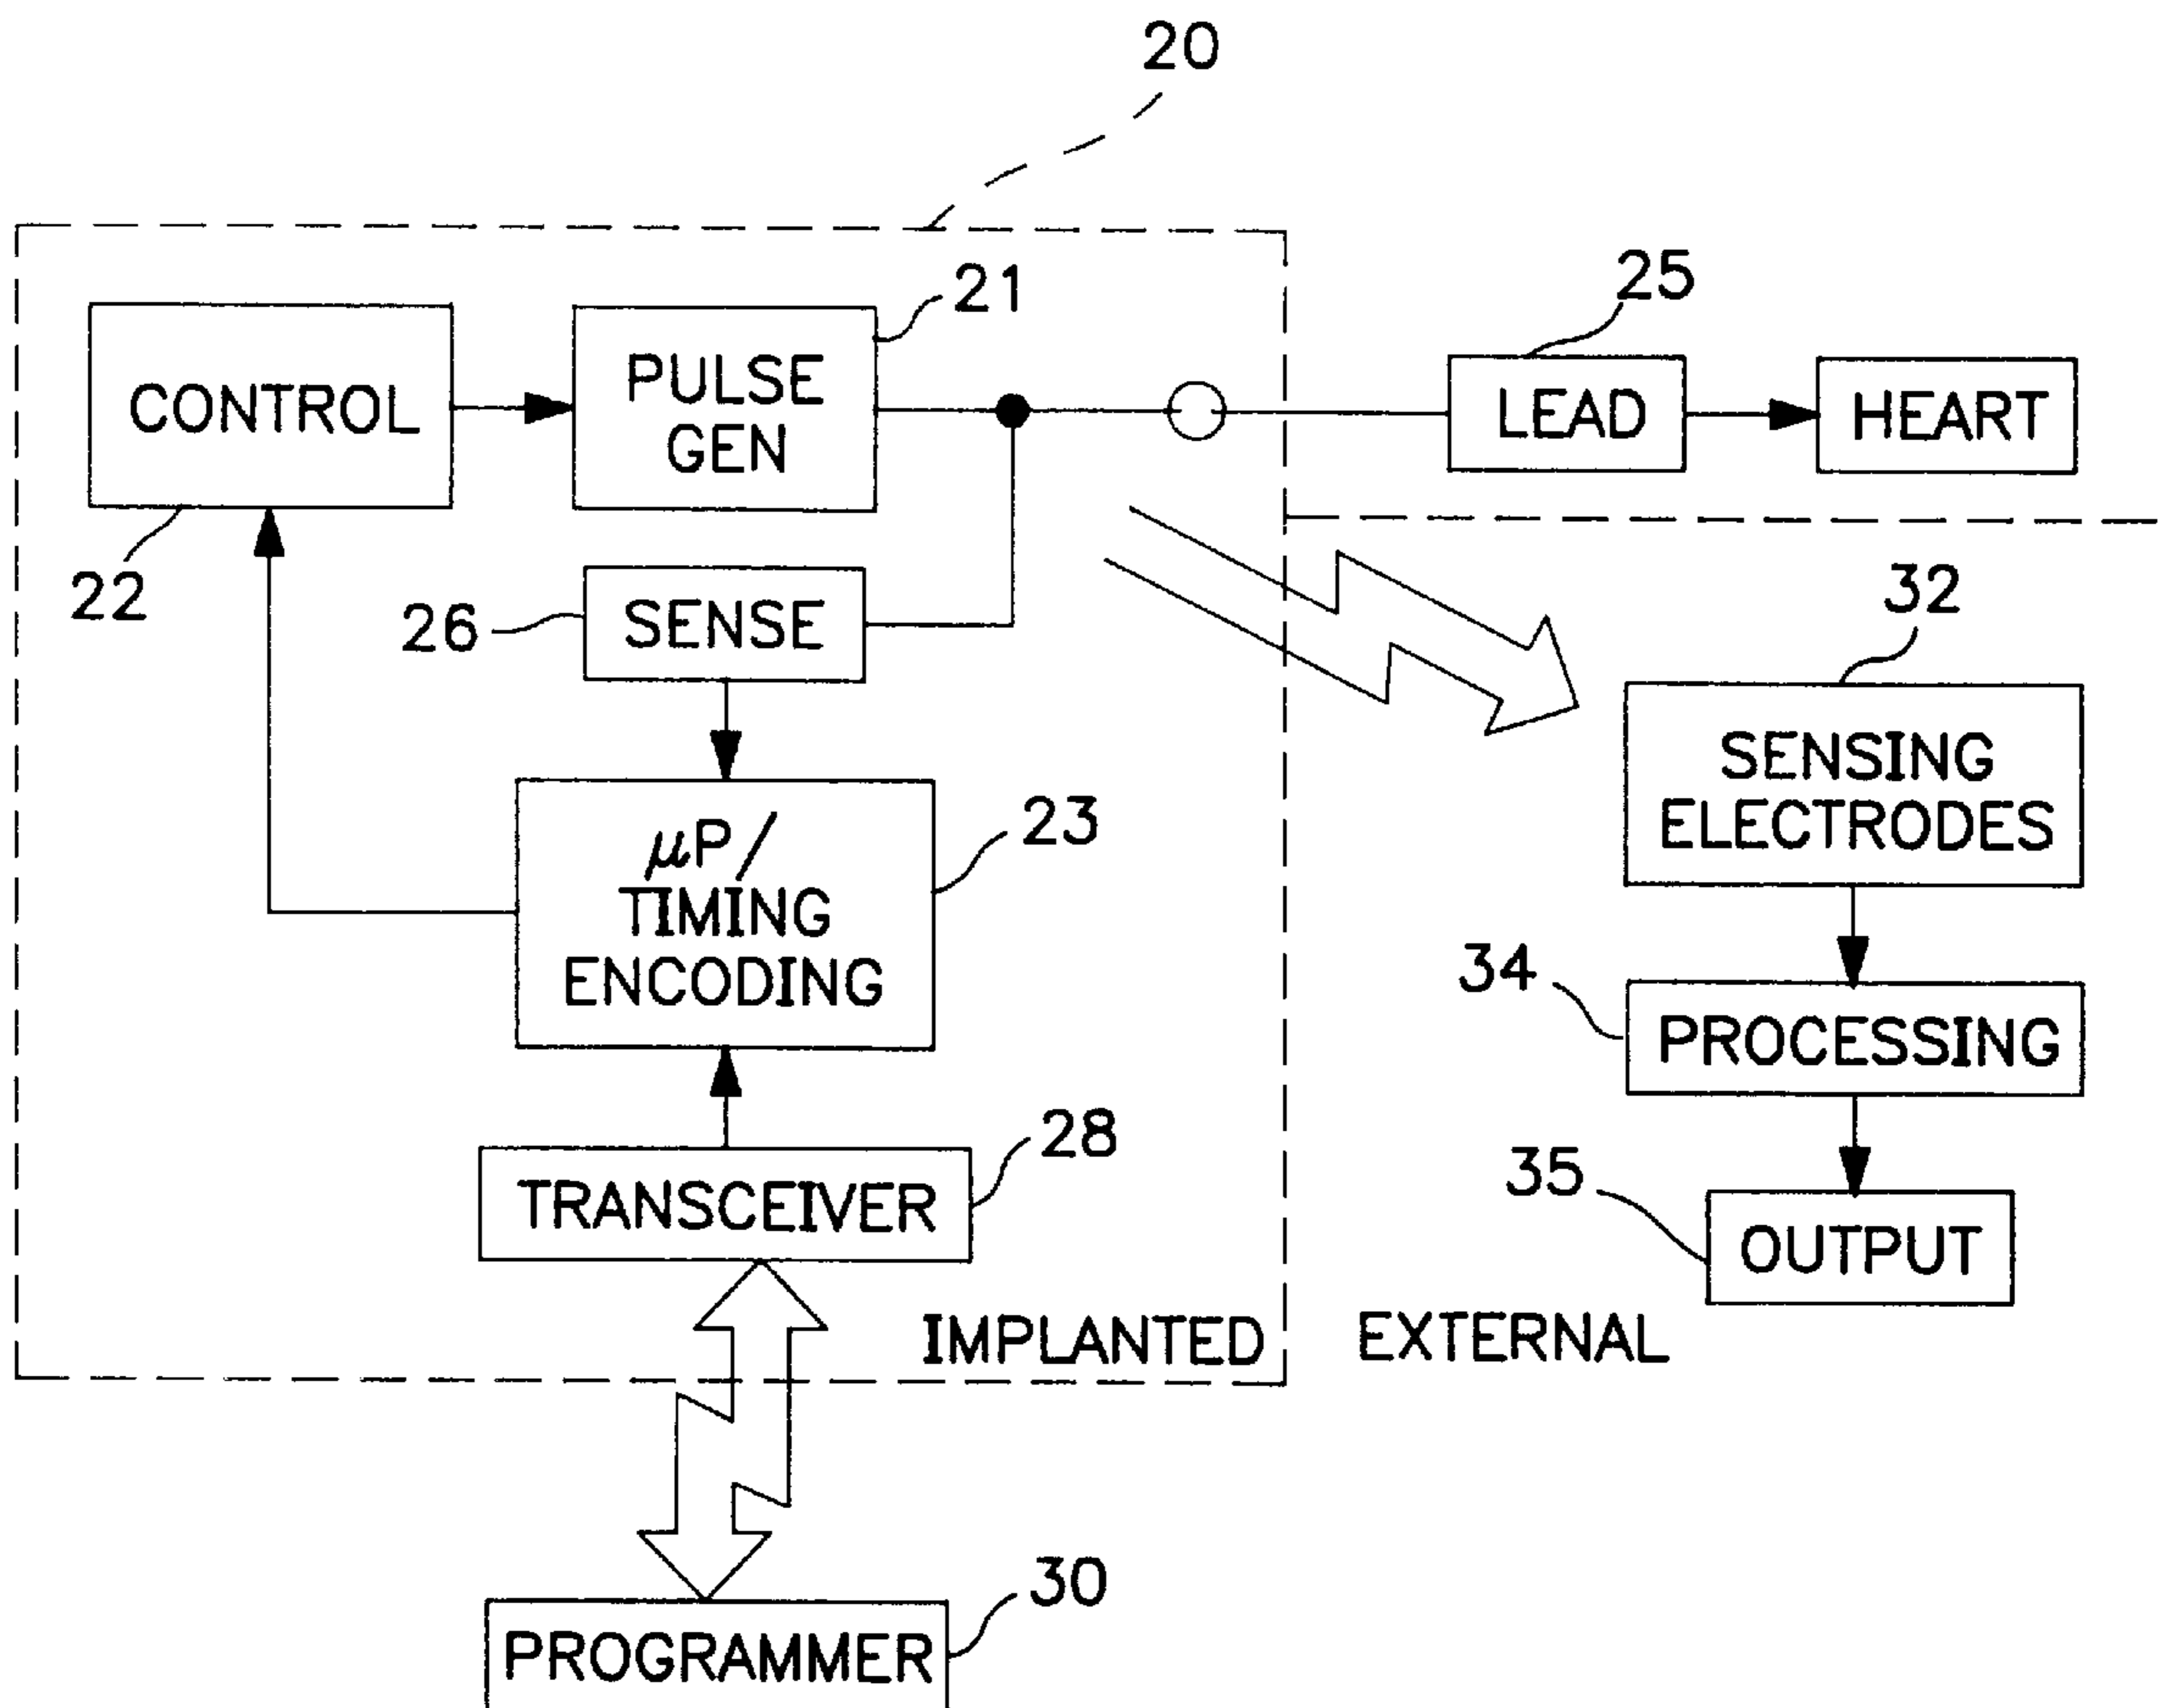 20
21
25
CONTROL
PULSE
GEN
LEAD
HEART
22
26
SENSE
32
SENSING
ELECTRODES
μP/
TIMING
ENCODING
23
34
PROCESSING
TRANSCEIVER
28
35
OUTPUT
IMPLANTED
EXTERNAL
30
PROGRAMMER